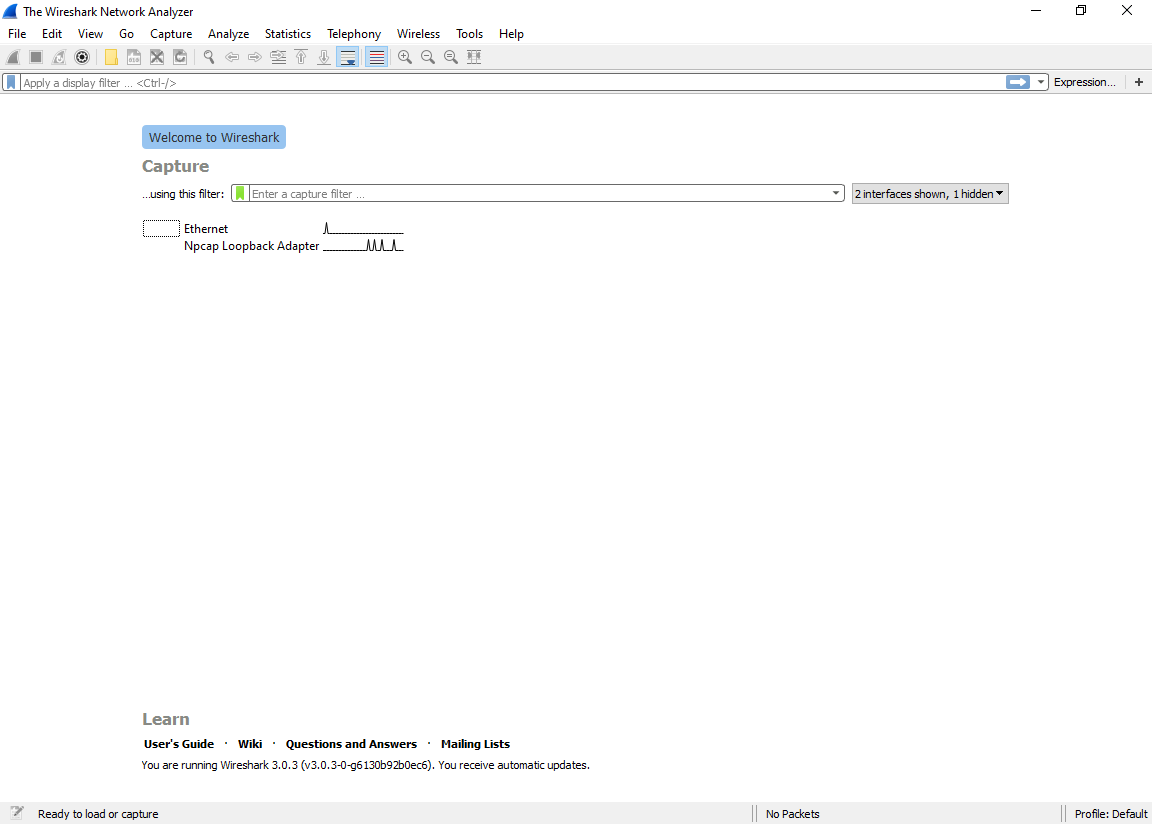 The Wireshark Network Analyzer
File Edit View Go Capture Analyze Statistics Telephony Wireless Tools Help
Apply a display filter ... <Ctrl-/> Expression... +
Welcome to Wireshark
Capture
...using this filter: Enter a capture filter ... 2 interfaces shown, 1 hidden
Ethernet
Npcap Loopback Adapter
Learn
User's Guide · Wiki · Questions and Answers · Mailing Lists
You are running Wireshark 3.0.3 (v3.0.3-0-g6130b92b0ec6). You receive automatic updates.
Ready to load or capture No Packets Profile: Default